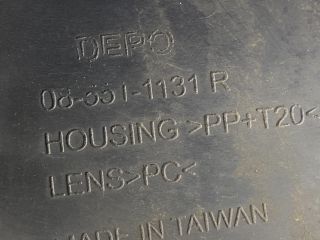 DEPO
08-551-1131 R
HOUSING >PP+T20<
LENS>PC<
MADE IN TAIWAN